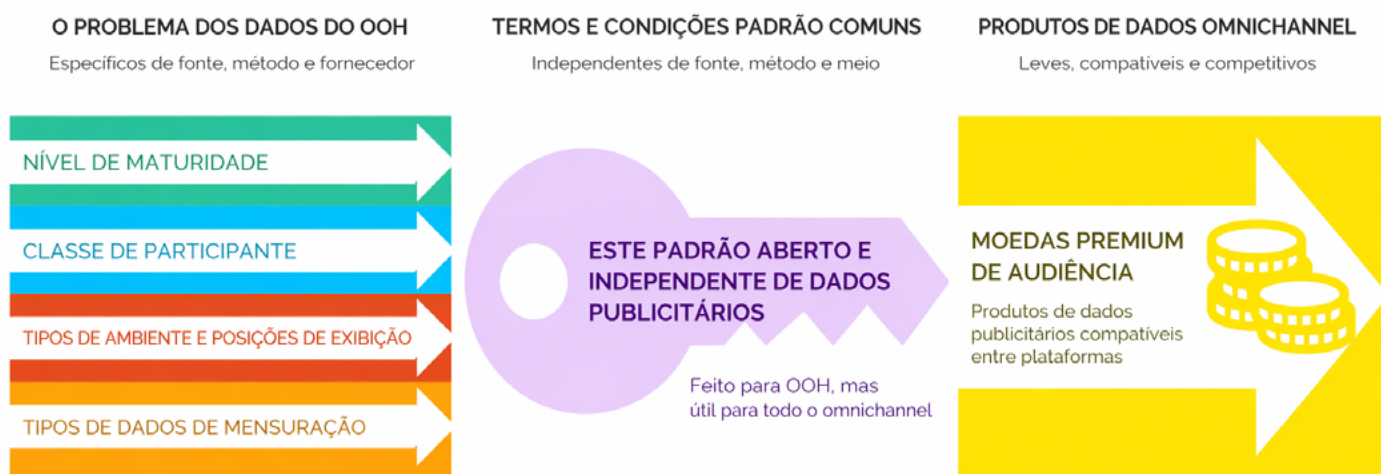 O PROBLEMA DOS DADOS DO OOH
Específicos de fonte, método e fornecedor
NÍVEL DE MATURIDADE
CLASSE DE PARTICIPANTE
TIPOS DE AMBIENTE E POSIÇÕES DE EXIBIÇÃO
TIPOS DE DADOS DE MENSURAÇÃO
TERMOS E CONDIÇÕES PADRÃO COMUNS
Independentes de fonte, método e meio
ESTE PADRÃO ABERTO E
INDEPENDENTE DE DADOS
PUBLICITÁRIOS
Feito para OOH, mas
útil para todo o omnichannel
PRODUTOS DE DADOS OMNICHANNEL
Leves, compatíveis e competitivos
MOEDAS PREMIUM
DE AUDIÊNCIA
Produtos de dados
publicitários compatíveis
entre plataformas